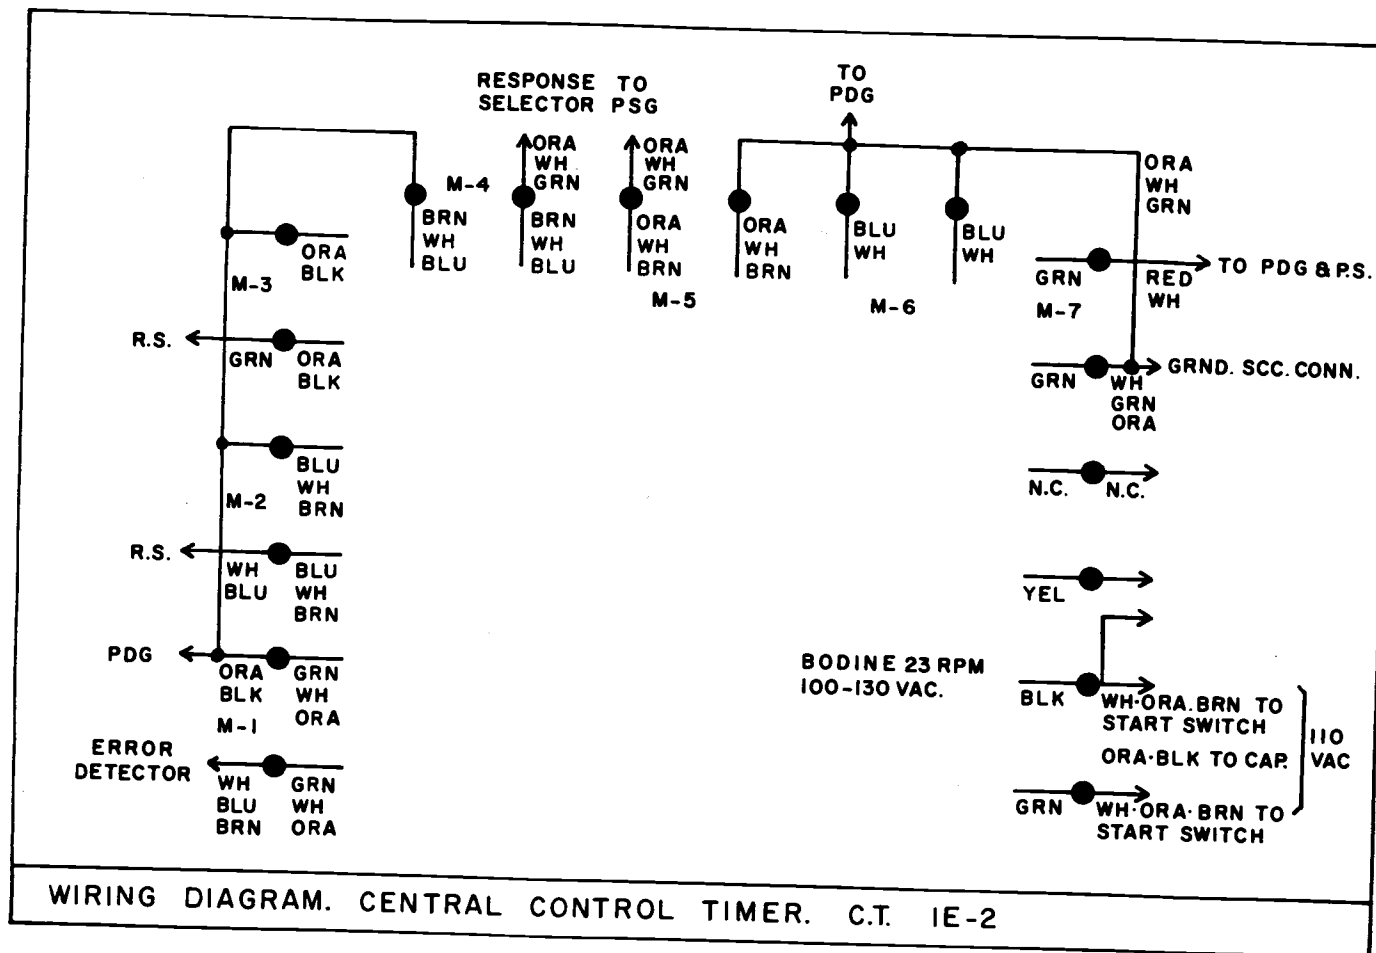 RESPONSE TO
SELECTOR PSG
TO
PDG
ORA
WH
GRN
ORA
WH
GRN
M-4
BRN
WH
BLU
BRN
WH
BLU
ORA
WH
BRN
M-5
ORA
WH
BRN
BLU
WH
M-6
BLU
WH
ORA
WH
GRN
GRN
RED
WH
TO PDG & P.S.
M-7
GRN
WH
GRN
ORA
GRND. SCC. CONN.
N.C. N.C.
YEL
BODINE 23 RPM
100-130 VAC.
BLK
WH·ORA.BRN TO
START SWITCH
ORA·BLK TO CAP.
110
VAC
GRN
WH·ORA·BRN TO
START SWITCH
ORA
BLK
M-3
R.S.
GRN
ORA
BLK
BLU
WH
BRN
M-2
R.S.
WH
BLU
BLU
WH
BRN
PDG
ORA
BLK
GRN
WH
ORA
M-1
ERROR
DETECTOR
WH
BLU
BRN
GRN
WH
ORA
WIRING DIAGRAM. CENTRAL CONTROL TIMER. C.T. 1E-2